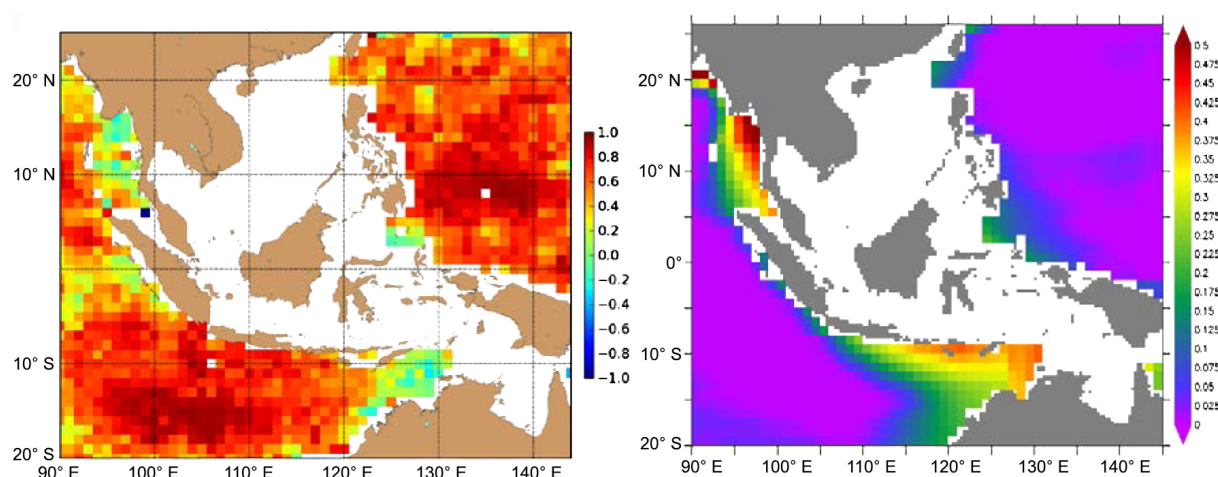 20° N
10° N
0°
10° S
20° S
90° E
100° E
110° E
120° E
130° E
140° E
1.0
0.8
0.6
0.4
0.2
0.0
−0.2
−0.4
−0.6
−0.8
−1.0
20° N
10° N
0°
10° S
20° S
90° E
100° E
110° E
120° E
130° E
140° E
0.5
0.475
0.45
0.425
0.4
0.375
0.35
0.325
0.3
0.275
0.25
0.225
0.2
0.175
0.15
0.125
0.1
0.075
0.05
0.025
0